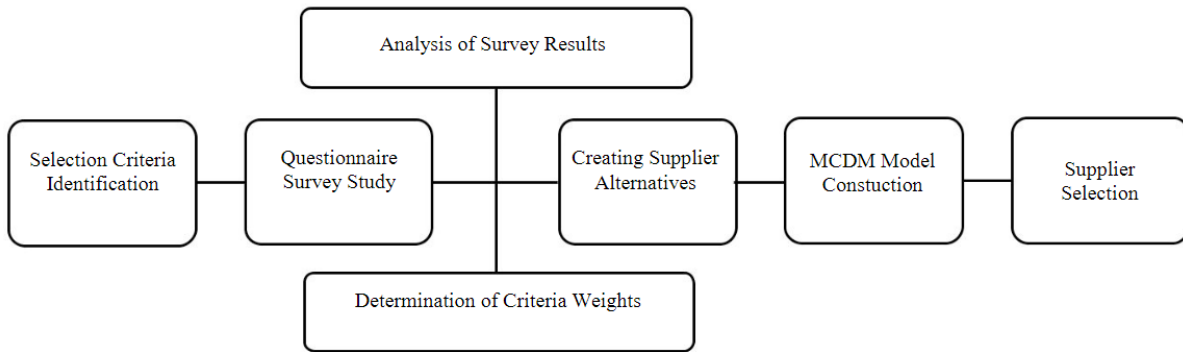 Analysis of Survey Results
Selection Criteria
Identification
Questionnaire
Survey Study
Creating Supplier
Alternatives
MCDM Model
Constuction
Supplier
Selection
Determination of Criteria Weights